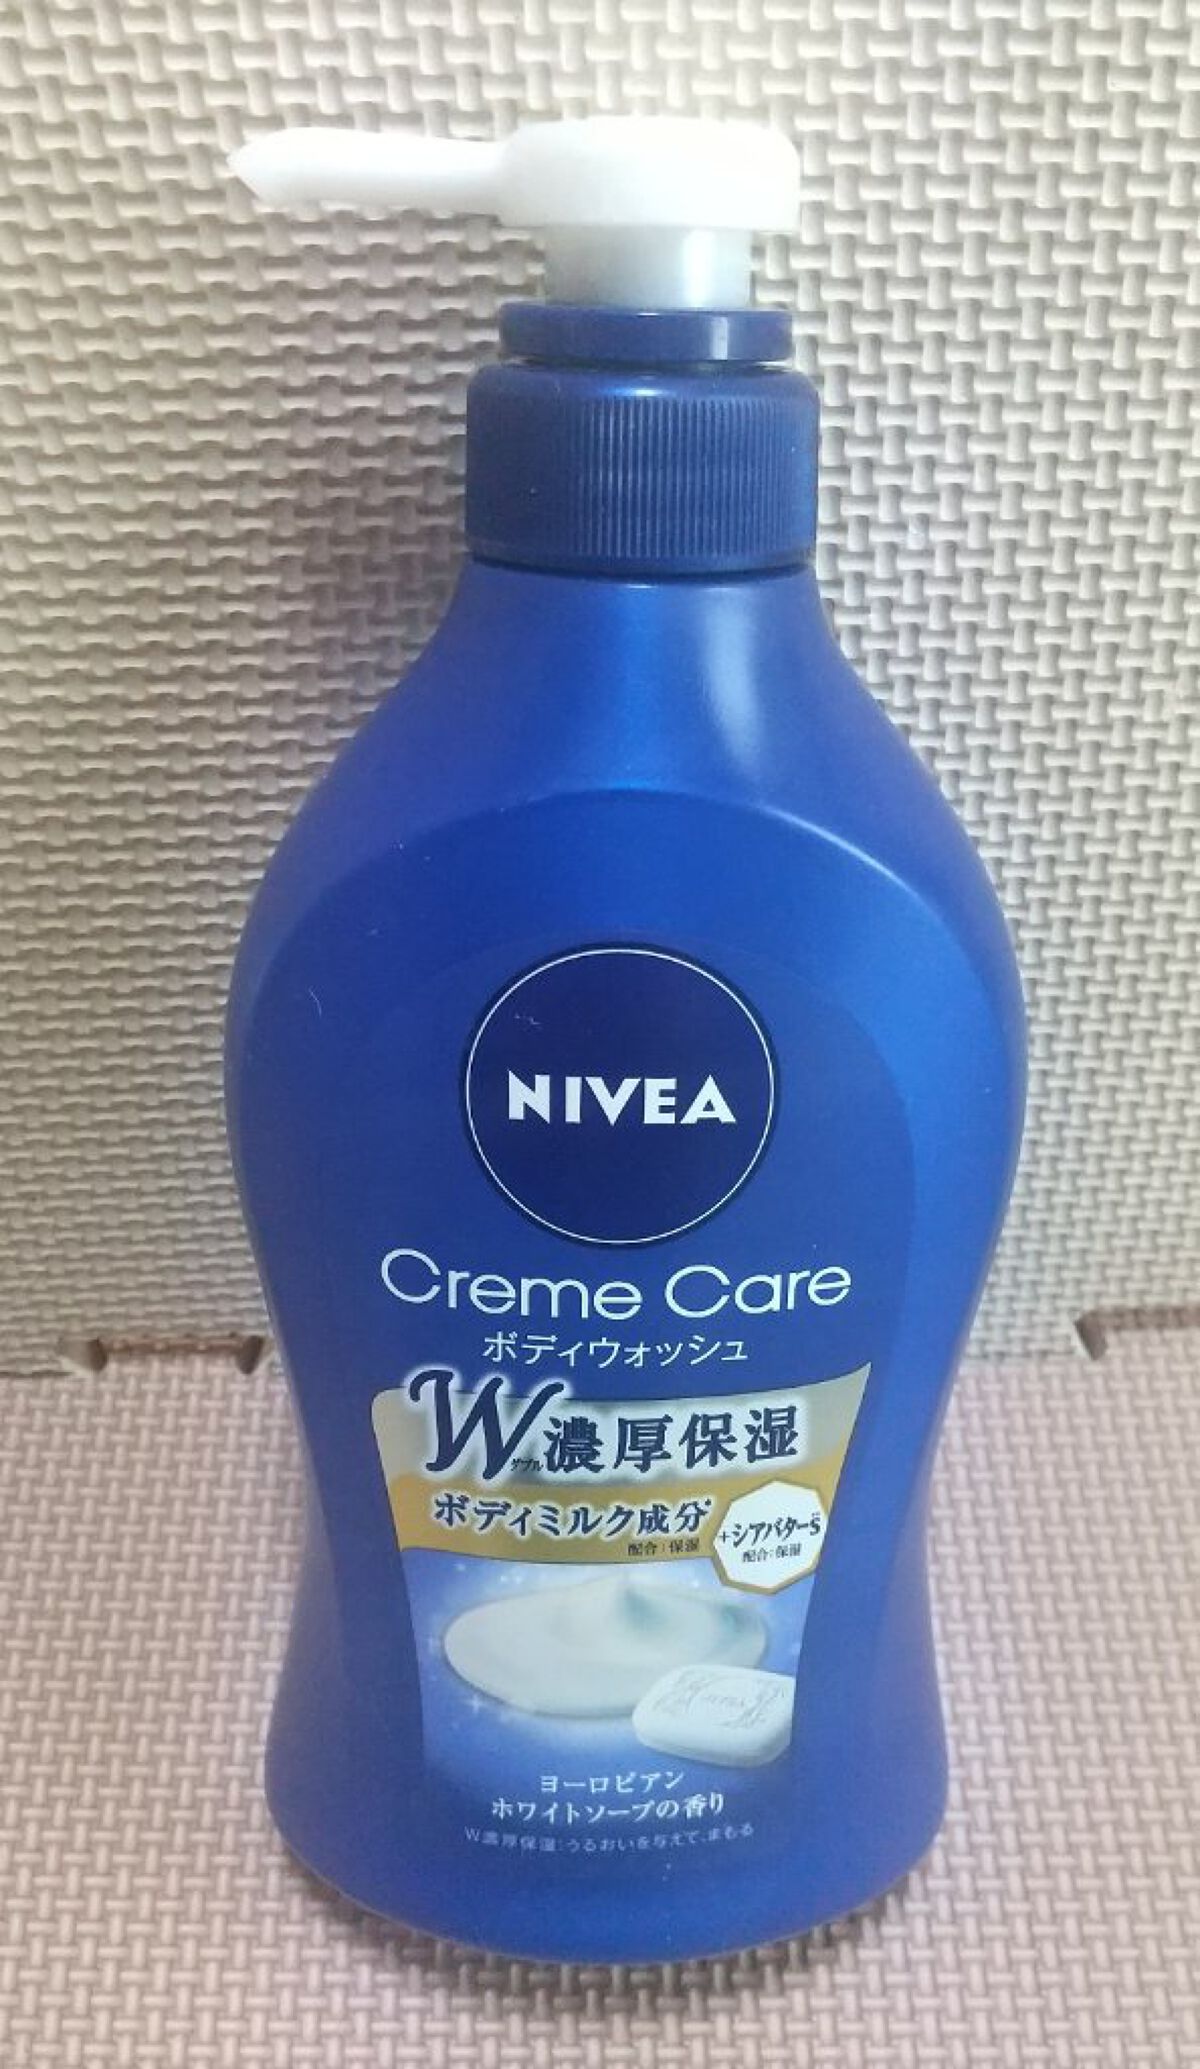 NIVEA
Creme Care
ボディウォッシュ
W濃厚保湿
ダブル
ボディミルク成分*
配合:保湿
+シアバターs
配合:保湿
ヨーロピアン
ホワイトソープの香り
W濃厚保湿:うるおいを与えて、まもる